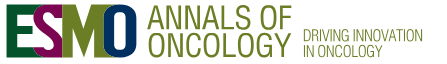 ESMO
ANNALS OF
ONCOLOGY
DRIVING INNOVATION
IN ONCOLOGY